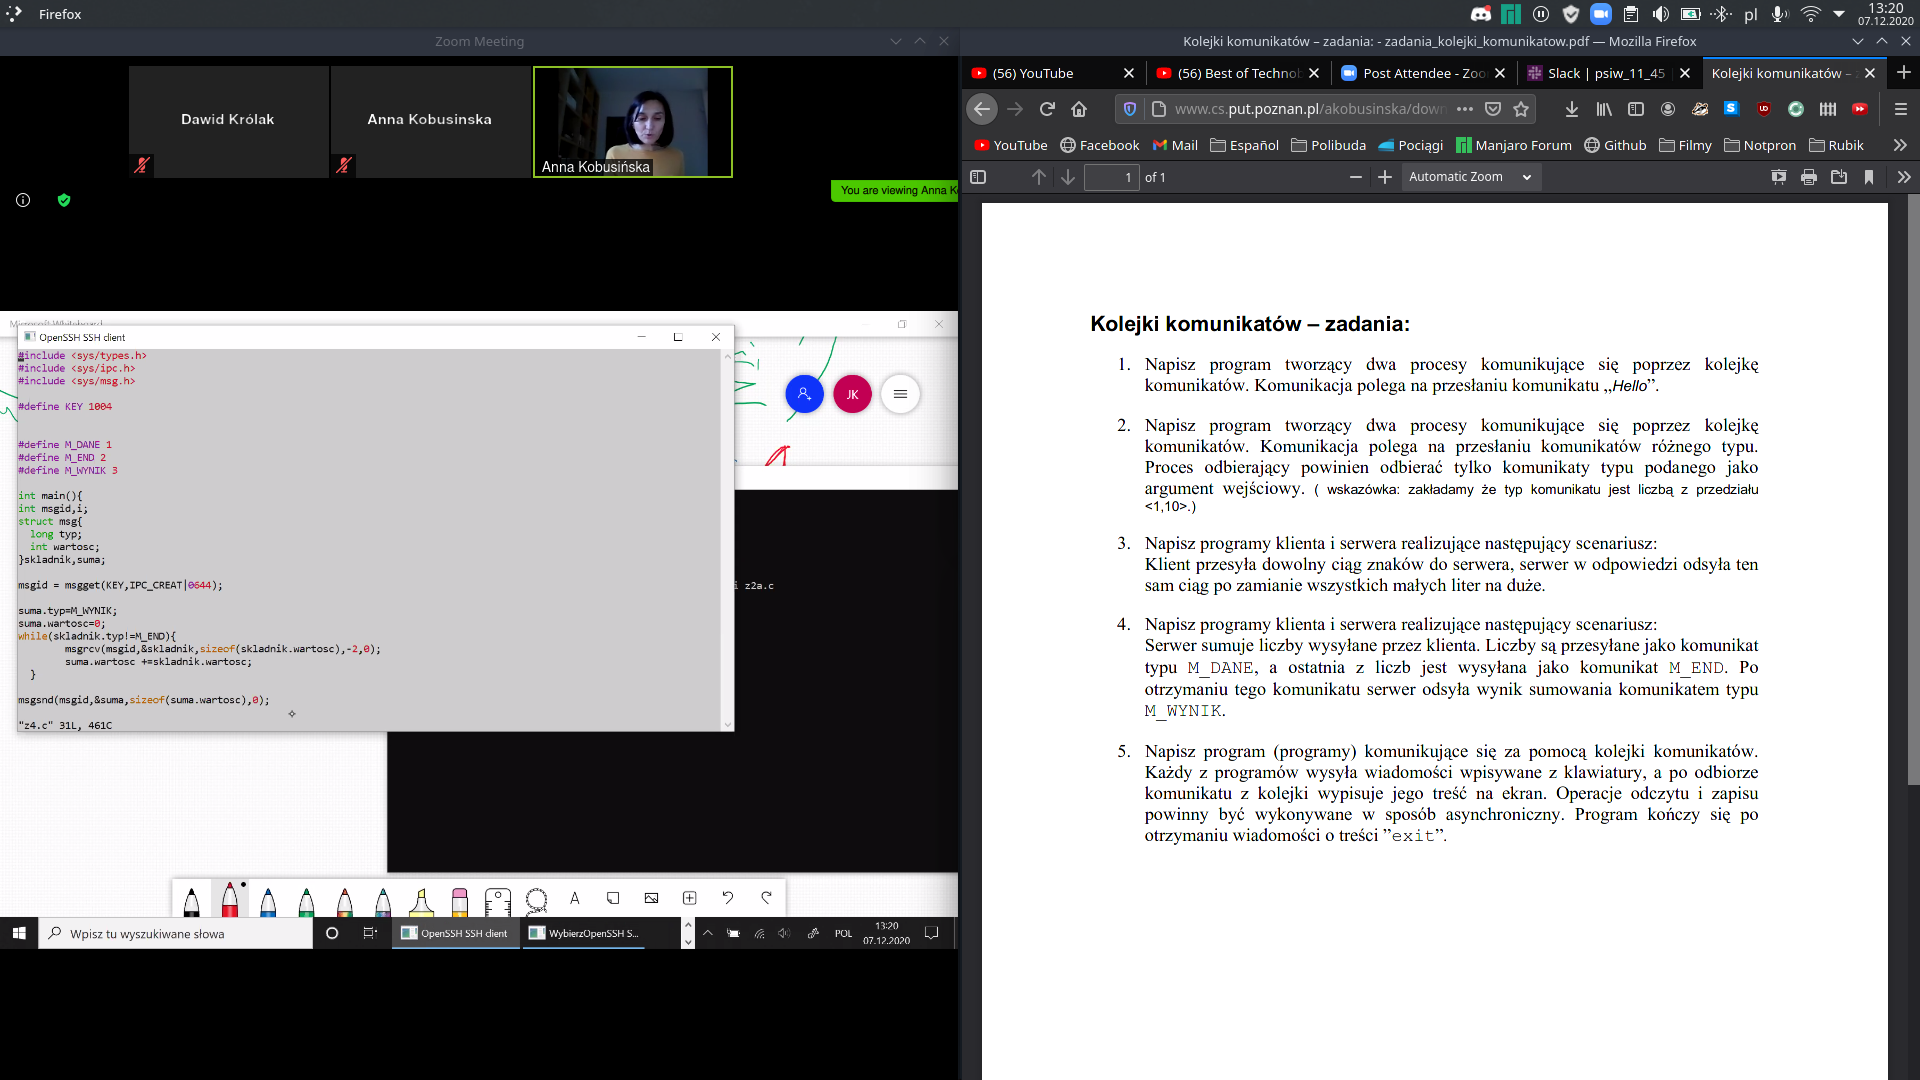 Firefox
pl
13:20
07.12.2020
Zoom Meeting
Dawid Królak
Anna Kobusinska
Anna Kobusińska
You are viewing Anna K
Microsoft Whiteboard
OpenSSH SSH client
#include <sys/types.h>
#include <sys/ipc.h>
#include <sys/msg.h>
#define KEY 1004
#define M_DANE 1
#define M_END 2
#define M_WYNIK 3
int main(){
int msgid,i;
struct msg{
long typ;
int wartosc;
}skladnik,suma;
msgid = msgget(KEY,IPC_CREAT|0644);
suma.typ=M_WYNIK;
suma.wartosc=0;
while(skladnik.typ!=M_END){
msgrcv(msgid,&skladnik,sizeof(skladnik.wartosc),-2,0);
suma.wartosc +=skladnik.wartosc;
}
msgsnd(msgid,&suma,sizeof(suma.wartosc),0);
"z4.c" 31L, 461C
JK
i z2a.c
A
Wpisz tu wyszukiwane słowa
OpenSSH SSH client
WybierzOpenSSH S...
POL
13:20
07.12.2020
Kolejki komunikatów – zadania: - zadania_kolejki_komunikatow.pdf — Mozilla Firefox
(56) YouTube
(56) Best of Techno
Post Attendee - Zoo
Slack | psiw_11_45
Kolejki komunikatów –
www.cs.put.poznan.pl/akobusinska/down
YouTube
Facebook
Mail
Español
Polibuda
Pociągi
Manjaro Forum
Github
Filmy
Notpron
Rubik
1
of 1
Automatic Zoom
Kolejki komunikatów – zadania:
1. Napisz program tworzący dwa procesy komunikujące się poprzez kolejkę
komunikatów. Komunikacja polega na przesłaniu komunikatu „Hello”.
2. Napisz program tworzący dwa procesy komunikujące się poprzez kolejkę
komunikatów. Komunikacja polega na przesłaniu komunikatów różnego typu.
Proces odbierający powinien odbierać tylko komunikaty typu podanego jako
argument wejściowy. ( wskazówka: zakładamy że typ komunikatu jest liczbą z przedziału
<1,10>.)
3. Napisz programy klienta i serwera realizujące następujący scenariusz:
Klient przesyła dowolny ciąg znaków do serwera, serwer w odpowiedzi odsyła ten
sam ciąg po zamianie wszystkich małych liter na duże.
4. Napisz programy klienta i serwera realizujące następujący scenariusz:
Serwer sumuje liczby wysyłane przez klienta. Liczby są przesyłane jako komunikat
typu M_DANE, a ostatnia z liczb jest wysyłana jako komunikat M_END. Po
otrzymaniu tego komunikatu serwer odsyła wynik sumowania komunikatem typu
M_WYNIK.
5. Napisz program (programy) komunikujące się za pomocą kolejki komunikatów.
Każdy z programów wysyła wiadomości wpisywane z klawiatury, a po odbiorze
komunikatu z kolejki wypisuje jego treść na ekran. Operacje odczytu i zapisu
powinny być wykonywane w sposób asynchroniczny. Program kończy się po
otrzymaniu wiadomości o treści ”exit”.